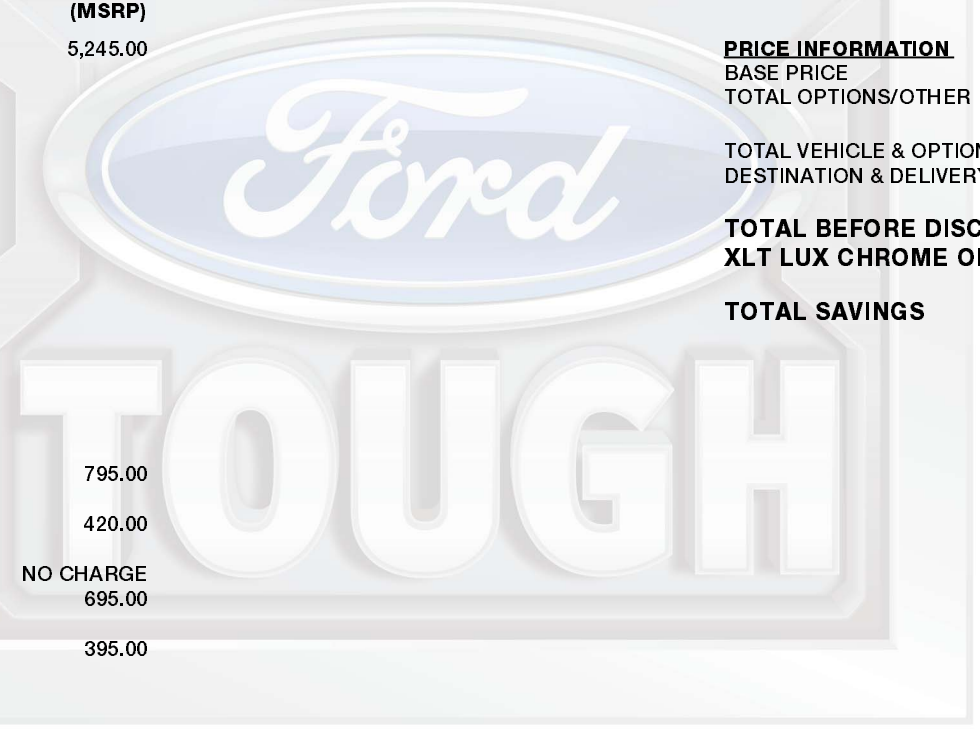 (MSRP)
5,245.00
795.00
420.00
NO CHARGE
695.00
395.00
PRICE INFORMATION
BASE PRICE
TOTAL OPTIONS/OTHER
TOTAL VEHICLE & OPTION
DESTINATION & DELIVERY
TOTAL BEFORE DISC
XLT LUX CHROME O
TOTAL SAVINGS
Ford
TOUGH